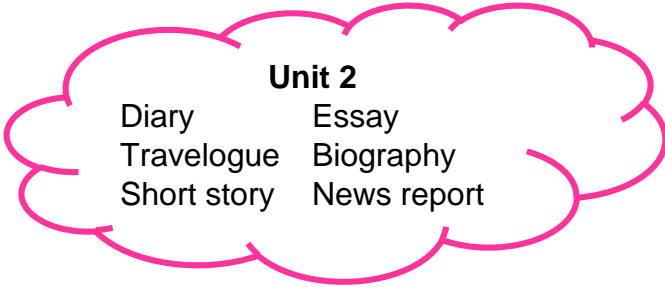 Unit 2
Diary Essay
Travelogue Biography
Short story News report